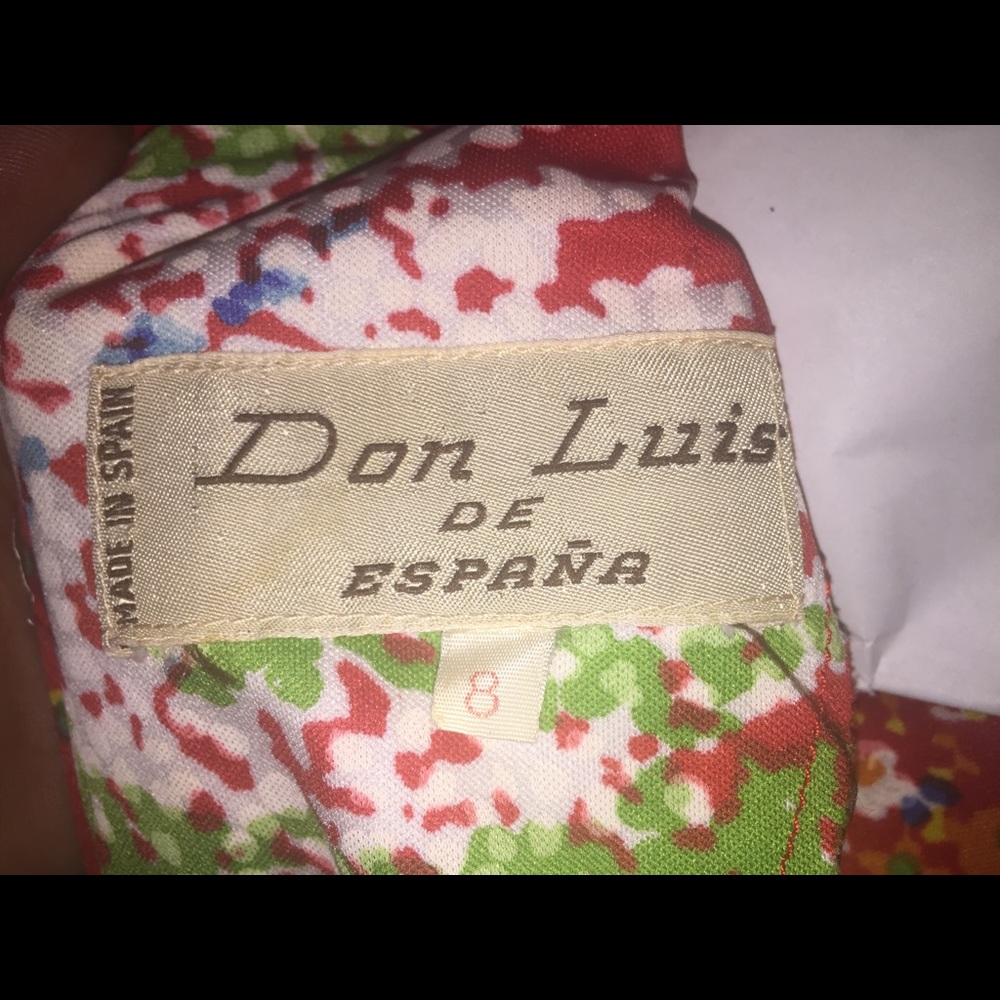 Don Luis
DE
ESPAÑA
MADE IN SPAIN
8